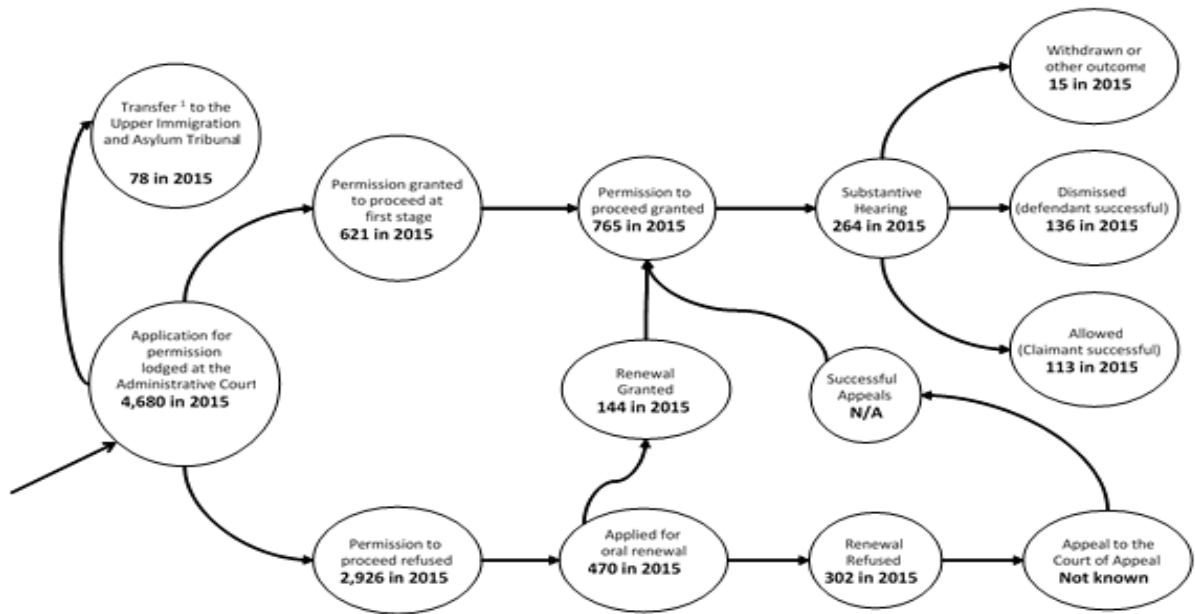 Transfer ¹ to the
Upper Immigration
and Asylum Tribunal
78 in 2015
Application for
permission
lodged at the
Administrative Court
4,680 in 2015
Permission granted
to proceed at
first stage
621 in 2015
Permission to
proceed refused
2,926 in 2015
Permission to
proceed granted
765 in 2015
Renewal
Granted
144 in 2015
Applied for
oral renewal
470 in 2015
Substantive
Hearing
264 in 2015
Successful
Appeals
N/A
Renewal
Refused
302 in 2015
Withdrawn or
other outcome
15 in 2015
Dismissed
(defendant successful)
136 in 2015
Allowed
(Claimant successful)
113 in 2015
Appeal to the
Court of Appeal
Not known